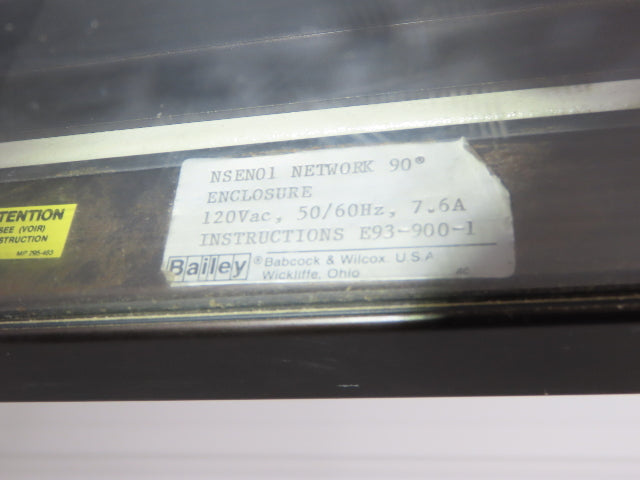 NSEN01 NETWORK 90®
ENCLOSURE
120Vac, 50/60Hz, 7.6A
INSTRUCTIONS E93-900-1
Bailey ® Babcock & Wilcox. U.S.A
Wickliffe, Ohio
TENTION
SEE (VOIR)
STRUCTION